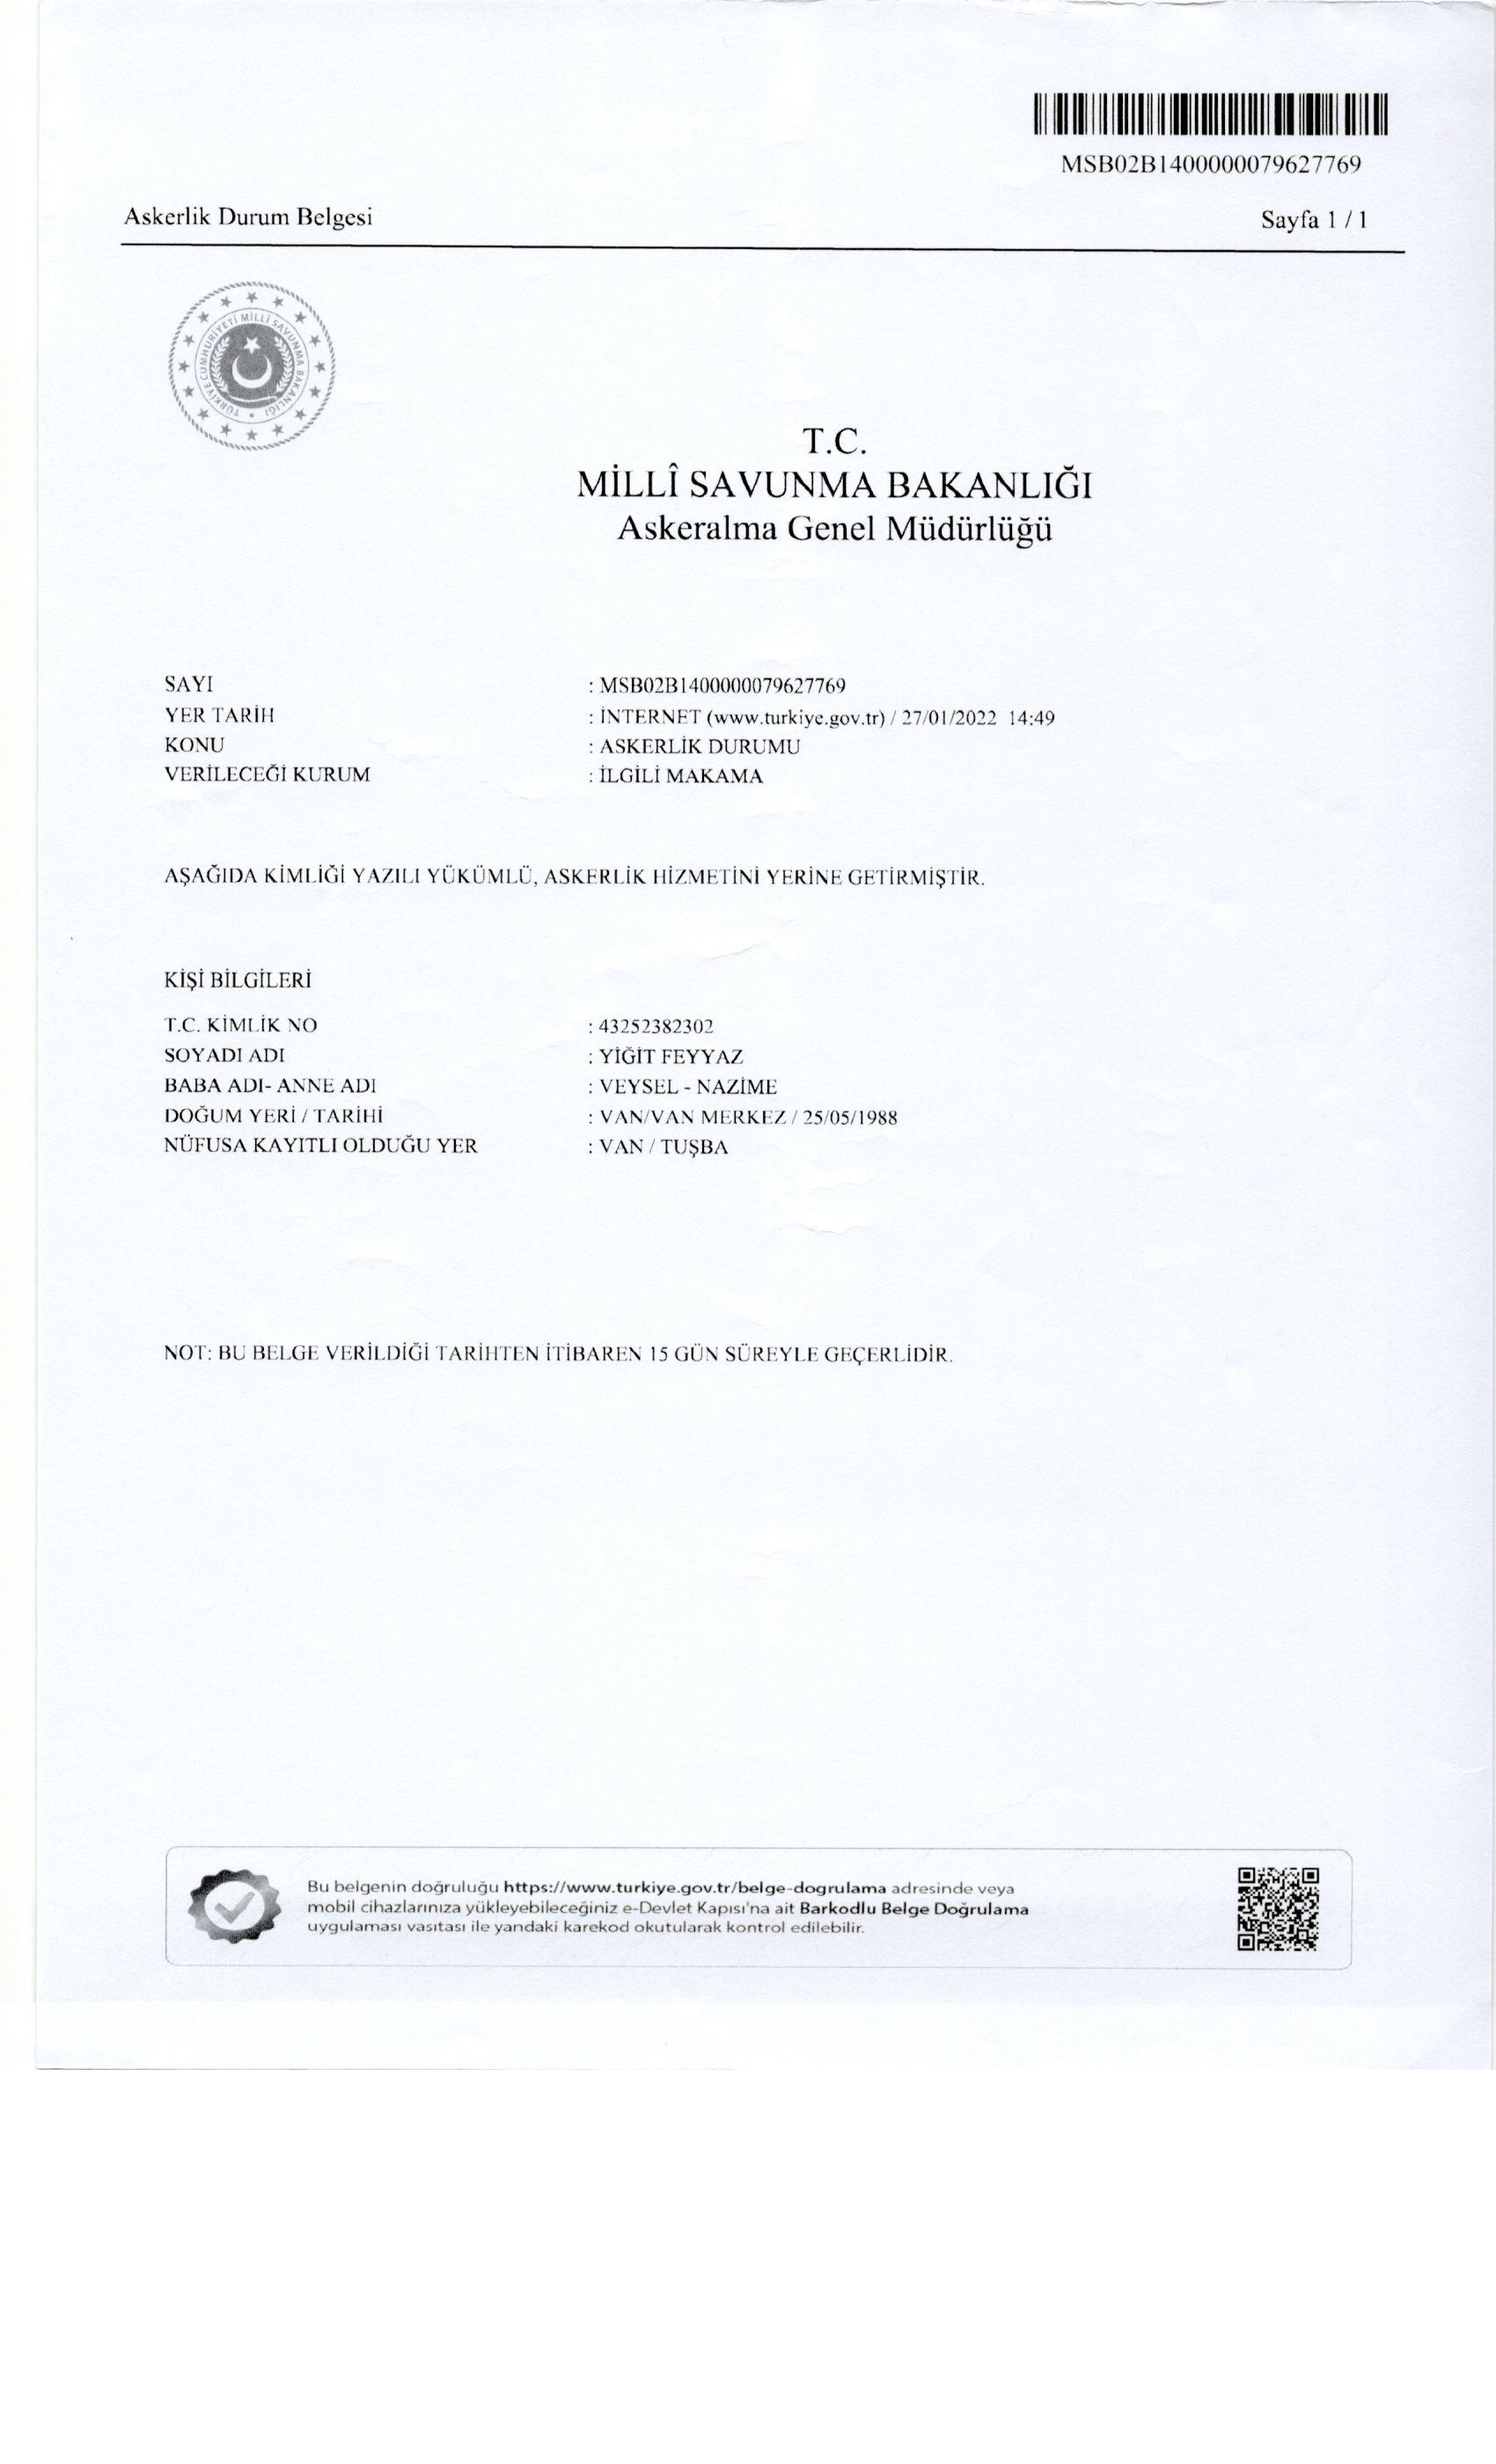 MSB02B1400000079627769
Askerlik Durum Belgesi
Sayfa 1 / 1
TÜRKİYE CUMHURİYETİ MİLLİ SAVUNMA BAKANLIĞI
T.C.
MİLLÎ SAVUNMA BAKANLIĞI
Askeralma Genel Müdürlüğü
SAYI : MSB02B1400000079627769
YER TARİH : İNTERNET (www.turkiye.gov.tr) / 27/01/2022 14:49
KONU : ASKERLİK DURUMU
VERİLECEĞİ KURUM : İLGİLİ MAKAMA
AŞAĞIDA KİMLİĞİ YAZILI YÜKÜMLÜ, ASKERLİK HİZMETİNİ YERİNE GETİRMİŞTİR.
KİŞİ BİLGİLERİ
T.C. KİMLİK NO : 43252382302
SOYADI ADI : YİĞİT FEYYAZ
BABA ADI- ANNE ADI : VEYSEL - NAZİME
DOĞUM YERİ / TARİHİ : VAN/VAN MERKEZ / 25/05/1988
NÜFUSA KAYITLI OLDUĞU YER : VAN / TUŞBA
NOT: BU BELGE VERİLDİĞİ TARİHTEN İTİBAREN 15 GÜN SÜREYLE GEÇERLİDİR.
Bu belgenin doğruluğu https://www.turkiye.gov.tr/belge-dogrulama adresinde veya
mobil cihazlarınıza yükleyebileceğiniz e-Devlet Kapısı'na ait Barkodlu Belge Doğrulama
uygulaması vasıtası ile yandaki karekod okutularak kontrol edilebilir.